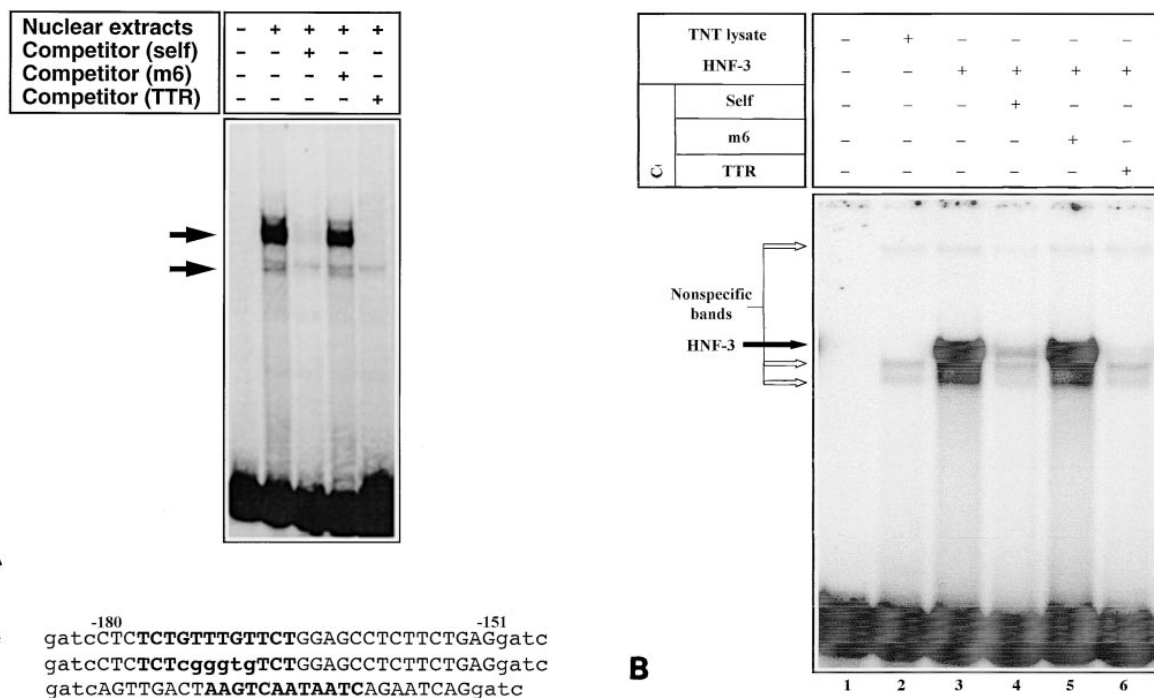 Nuclear extracts - + + + +
Competitor (self) - - + - -
Competitor (m6) - - - + -
Competitor (TTR) - - - - +
-180 -151
gatcCTCTCTGTTTGTTCTGGAGCCTCTTCTGAGgatc
gatcCTCTCTCgggtgTCTGGAGCCTCTTCTGAGgatc
gatcAGTTGACTAAGTCAATAATCAGAATCAGgatc
TNT lysate - + - - - -
HNF-3 - - + + + +
Self - - - + - -
m6 - - - - + -
TTR - - - - - +
Nonspecific
bands
HNF-3
B
1 2 3 4 5 6